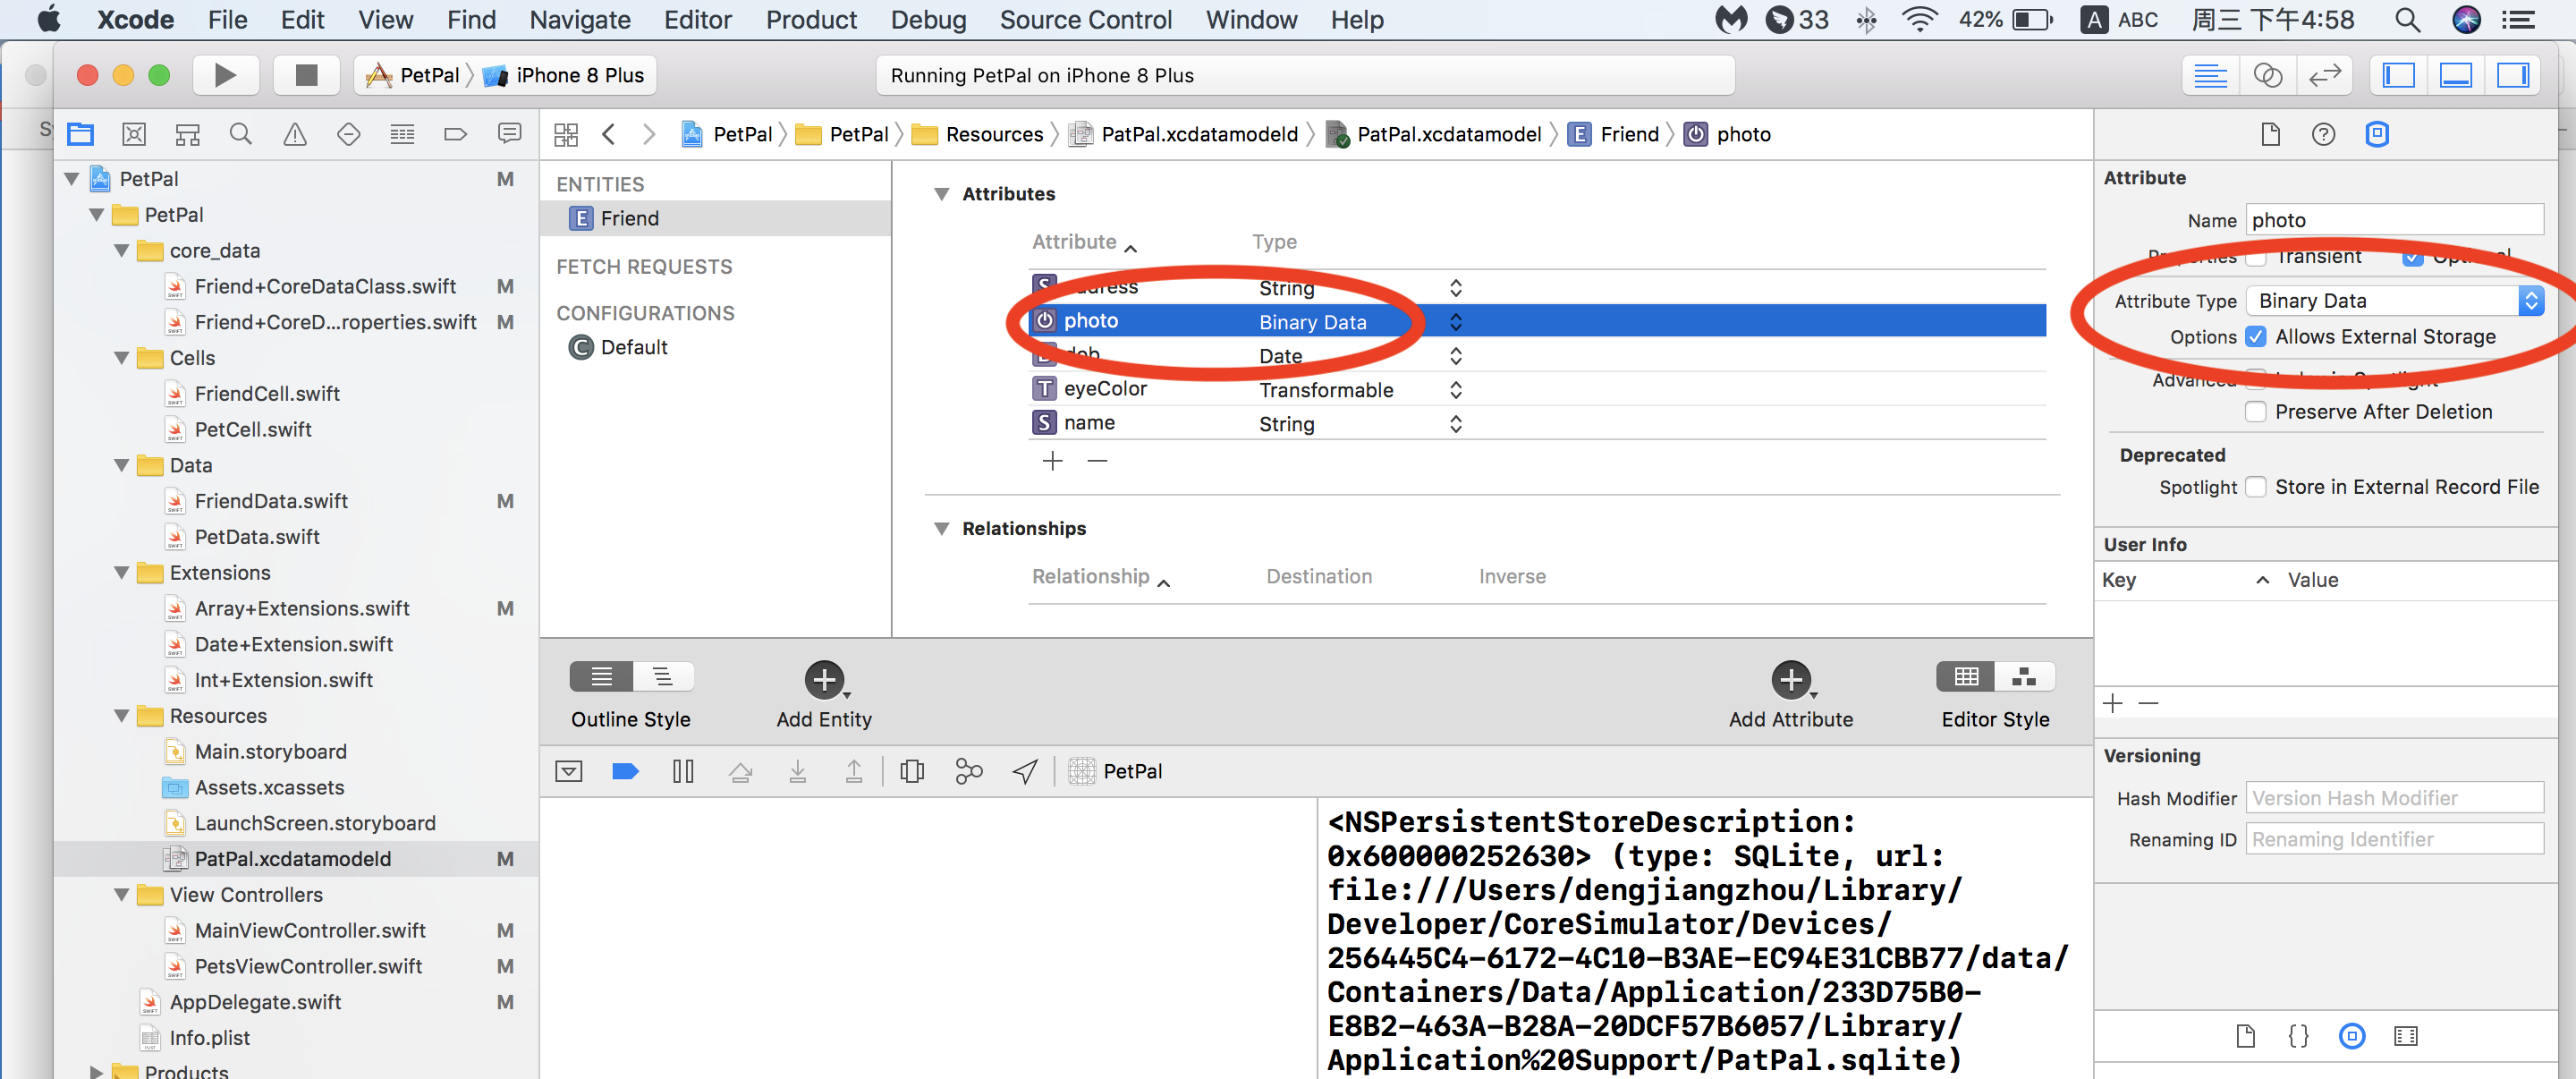 Xcode File Edit View Find Navigate Editor Product Debug Source Control Window Help 33 42% A ABC 周三 下午4:58
PetPal iPhone 8 Plus
Running PetPal on iPhone 8 Plus
PetPal PetPal Resources PatPal.xcdatamodeld PatPal.xcdatamodel E Friend photo
PetPal M
PetPal
core_data
Friend+CoreDataClass.swift M
Friend+CoreD...roperties.swift M
Cells
FriendCell.swift
PetCell.swift
Data
FriendData.swift M
PetData.swift
Extensions
Array+Extensions.swift M
Date+Extension.swift
Int+Extension.swift
Resources
Main.storyboard
Assets.xcassets
LaunchScreen.storyboard
PatPal.xcdatamodeld M
View Controllers
MainViewController.swift M
PetsViewController.swift M
AppDelegate.swift M
Info.plist
Products
ENTITIES
E Friend
FETCH REQUESTS
CONFIGURATIONS
C Default
Attributes
Attribute Type
S address String
photo Binary Data
D dob Date
T eyeColor Transformable
S name String
Relationships
Relationship Destination Inverse
Outline Style
Add Entity
Add Attribute
Editor Style
PetPal
<NSPersistentStoreDescription:
0x600000252630> (type: SQLite, url:
file:///Users/dengjiangzhou/Library/
Developer/CoreSimulator/Devices/
256445C4-6172-4C10-B3AE-EC94E31CBB77/data/
Containers/Data/Application/233D75B0-
E8B2-463A-B28A-20DCF57B6057/Library/
Application%20Support/PatPal.sqlite)
Attribute
Name photo
Properties Transient Optional
Attribute Type Binary Data
Options Allows External Storage
Advanced Index in Spotlight
Preserve After Deletion
Deprecated
Spotlight Store in External Record File
User Info
Key Value
Versioning
Hash Modifier Version Hash Modifier
Renaming ID Renaming Identifier